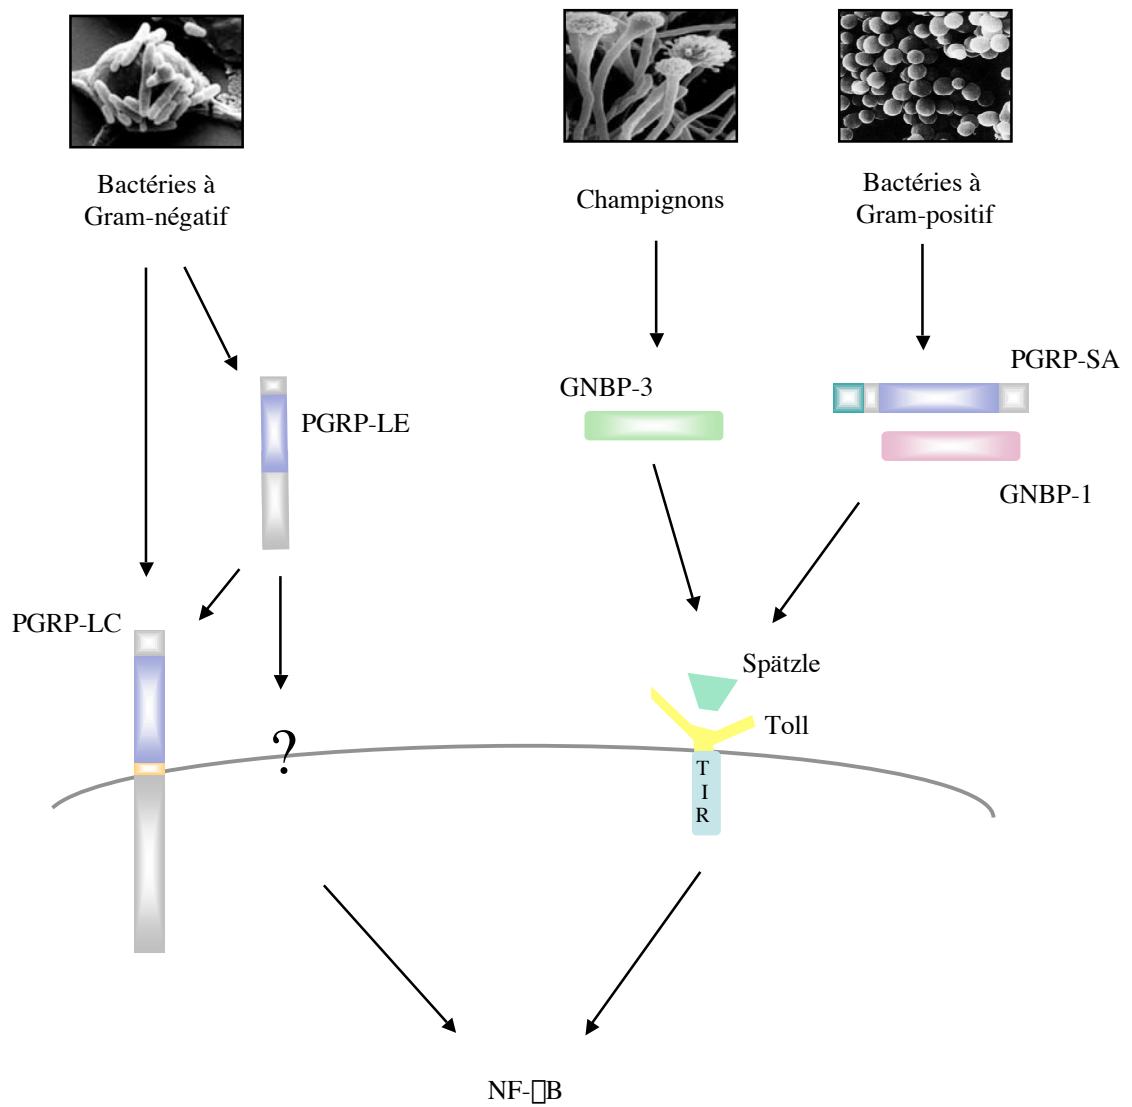 Bactéries à
Gram-négatif
Champignons
Bactéries à
Gram-positif
PGRP-SA
GNBP-3
PGRP-LE
GNBP-1
PGRP-LC
Spätzle
Toll
?
T
I
R
NF-□B